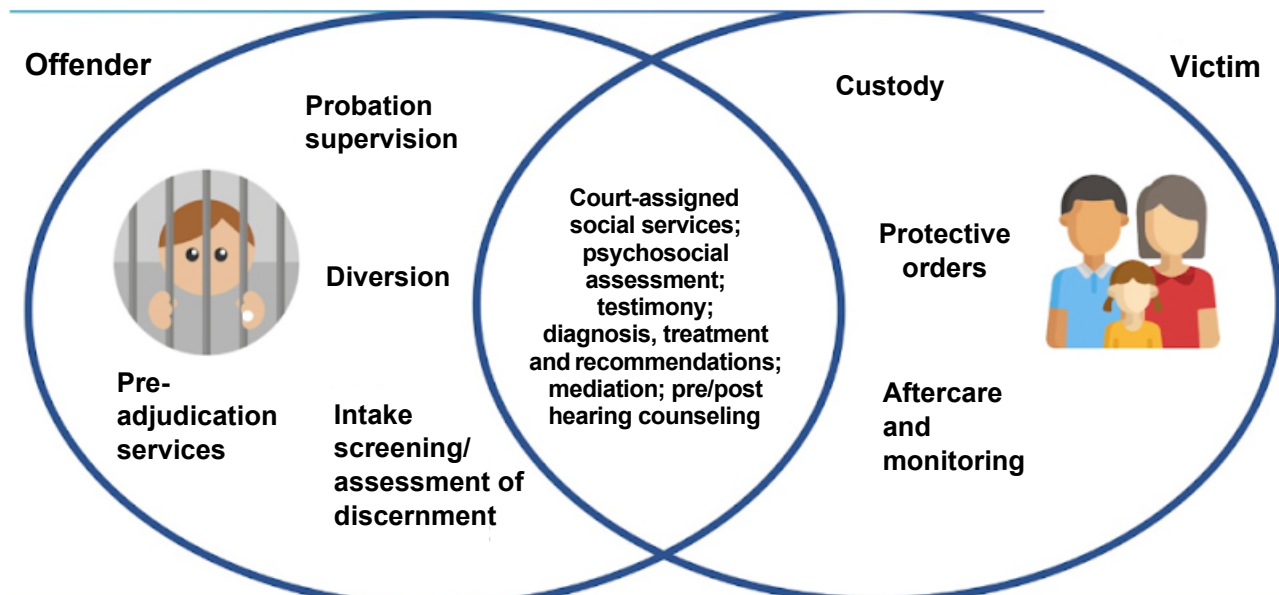 Offender
Victim
Probation
supervision
Diversion
Pre-
adjudication
services
Intake
screening/
assessment of
discernment
Court-assigned
social services;
psychosocial
assessment;
testimony;
diagnosis, treatment
and recommendations;
mediation; pre/post
hearing counseling
Custody
Protective
orders
Aftercare
and
monitoring